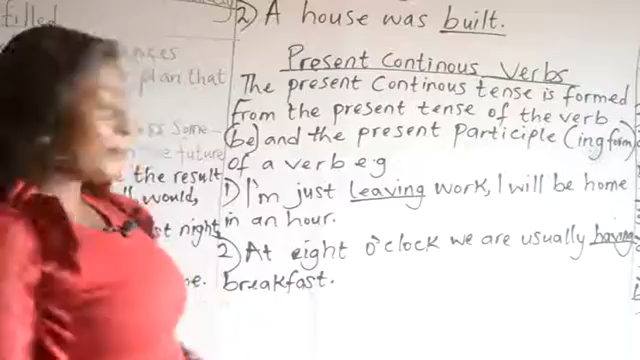 filled
plan that
some
future
the result
would,
night
2) A house was built.
Present Continous Verbs
The present Continous tense is formed
from the present tense of the verb
(be) and the present participle (ing form)
of a verb e.g
1) I'm just leaving work, I will be home
in an hour.
2) At eight o'clock we are usually having
breakfast.